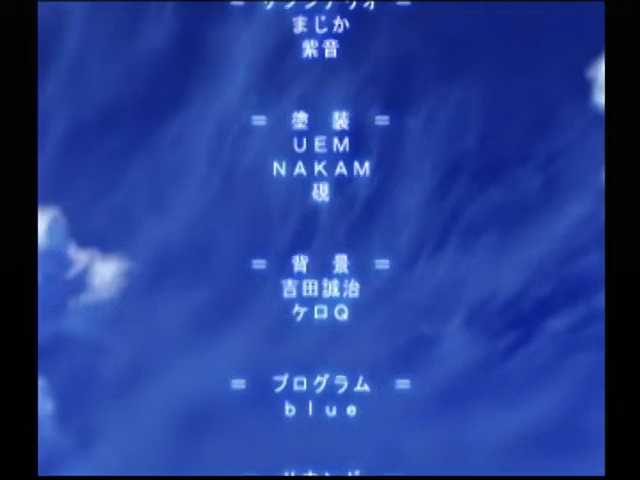 まじか
紫音
＝　塗　装　＝
ＵＥＭ
ＮＡＫＡＭ
硯
＝　背　景　＝
吉田誠治
ケロＱ
＝　プログラム　＝
ｂｌｕｅ